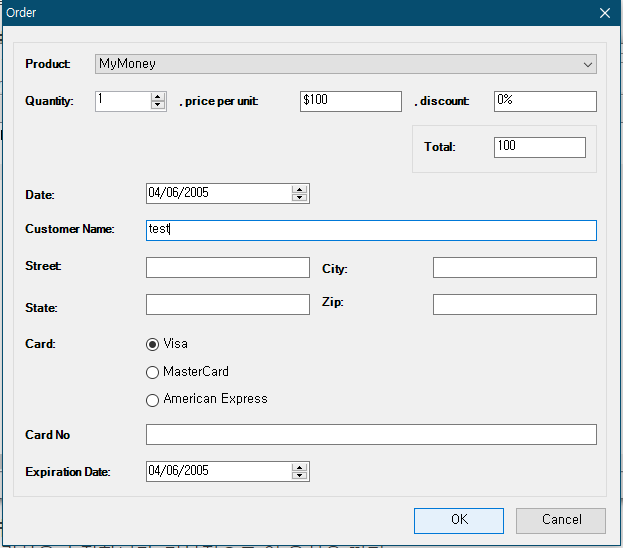 Order
Product: MyMoney
Quantity: 1 , price per unit: $100 , discount: 0%
Total: 100
Date: 04/06/2005
Customer Name: test
Street: City:
State: Zip:
Card: Visa
MasterCard
American Express
Card No
Expiration Date: 04/06/2005
OK Cancel